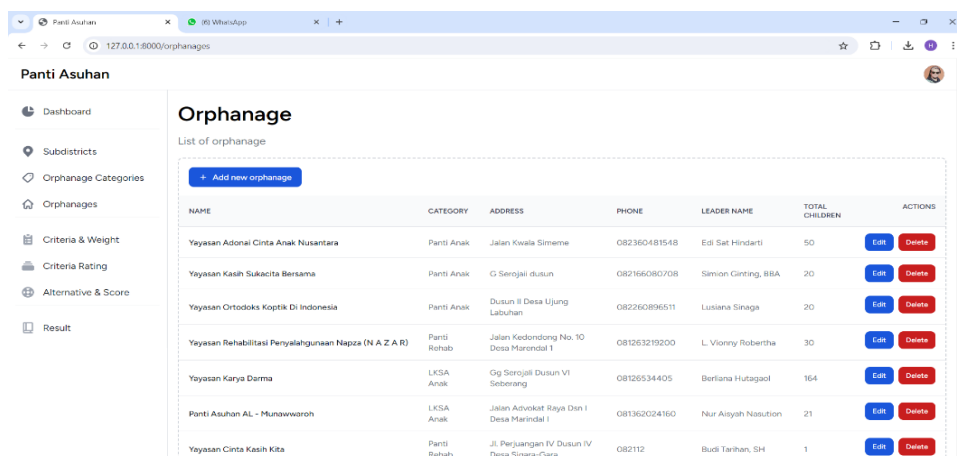 Panti Asuhan
(6) WhatsApp
127.0.0.1:8000/orphanages
H
Panti Asuhan
Dashboard
Subdistricts
Orphanage Categories
Orphanages
Criteria & Weight
Criteria Rating
Alternative & Score
Result
Orphanage
List of orphanage
+ Add new orphanage
NAME CATEGORY ADDRESS PHONE LEADER NAME TOTAL CHILDREN ACTIONS
Yayasan Adonai Cinta Anak Nusantara Panti Anak Jalan Kwala Simeme 082360481548 Edi Sat Hindarti 50 Edit Delete
Yayasan Kasih Sukacita Bersama Panti Anak G Serojaii dusun 082166080708 Simion Ginting, BBA 20 Edit Delete
Yayasan Ortodoks Koptik Di Indonesia Panti Anak Dusun II Desa Ujung Labuhan 082260896511 Lusiana Sinaga 20 Edit Delete
Yayasan Rehabilitasi Penyalahgunaan Napza (N A Z A R) Panti Rehab Jalan Kedondong No. 10 Desa Marendal 1 081263219200 L. Vionny Robertha 30 Edit Delete
Yayasan Karya Darma LKSA Anak Gg Serojali Dusun VI Seberang 08126534405 Berliana Hutagaol 164 Edit Delete
Panti Asuhan AL - Munawwaroh LKSA Anak Jalan Advokat Raya Dsn I Desa Marindal I 081362024160 Nur Aisyah Nasution 21 Edit Delete
Yayasan Cinta Kasih Kita Panti Rehab Jl. Perjuangan IV Dusun IV Desa Sigara-Gara 082112 Budi Tarihan, SH 1 Edit Delete